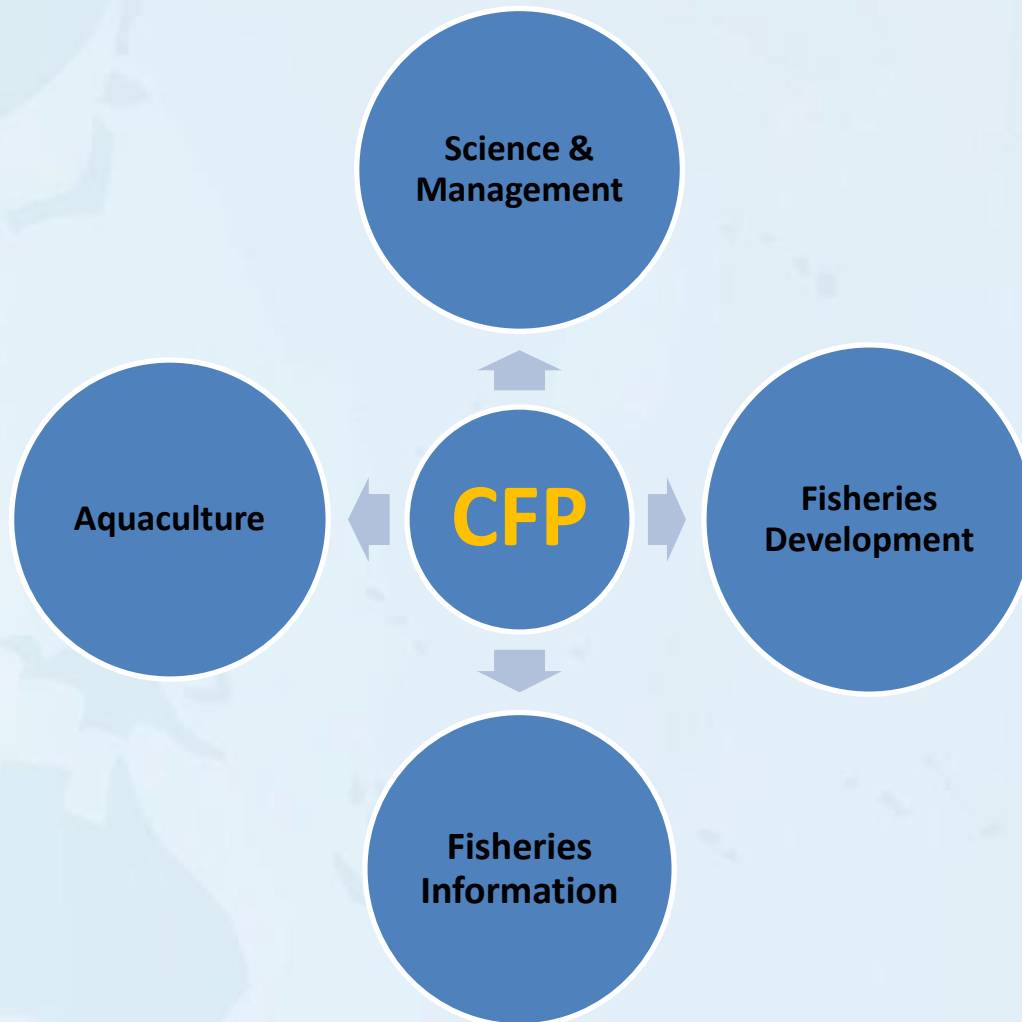 Science &
Management
Aquaculture
CFP
Fisheries
Development
Fisheries
Information